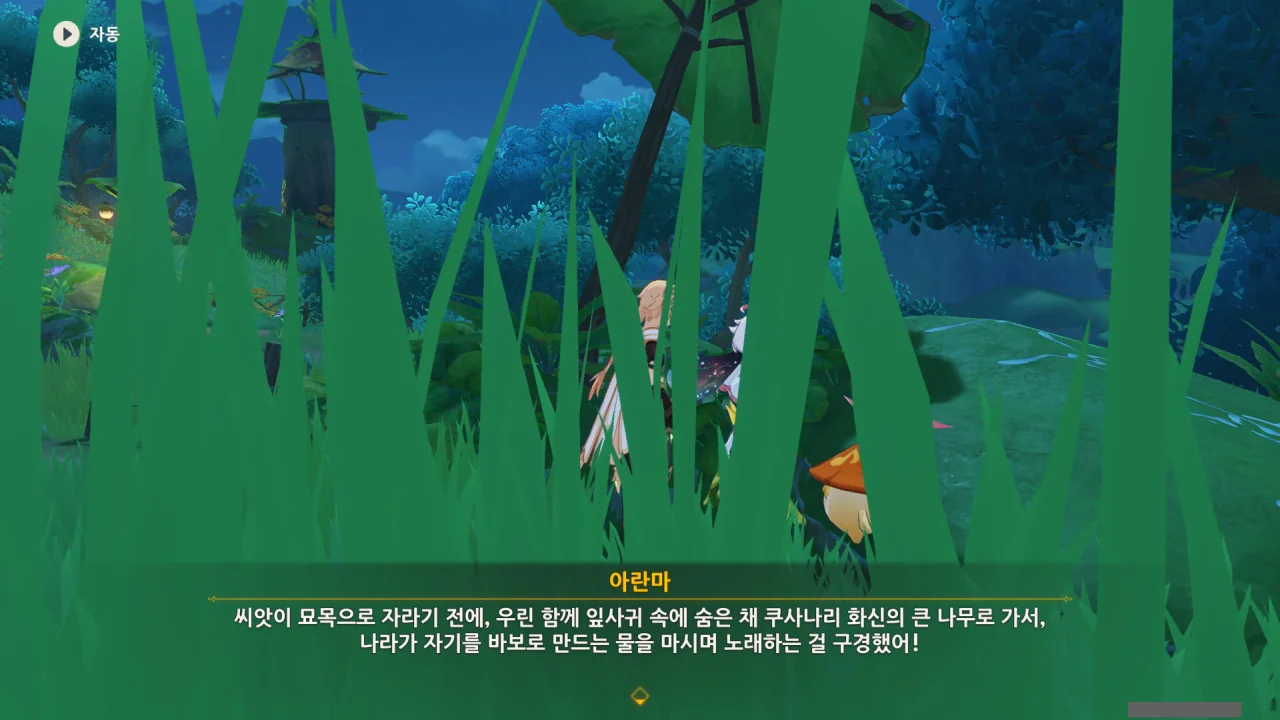 자동
아란마
씨앗이 묘목으로 자라기 전에, 우린 함께 잎사귀 속에 숨은 채 쿠사나리 화신의 큰 나무로 가서,
나라가 자기를 바보로 만드는 물을 마시며 노래하는 걸 구경했어!